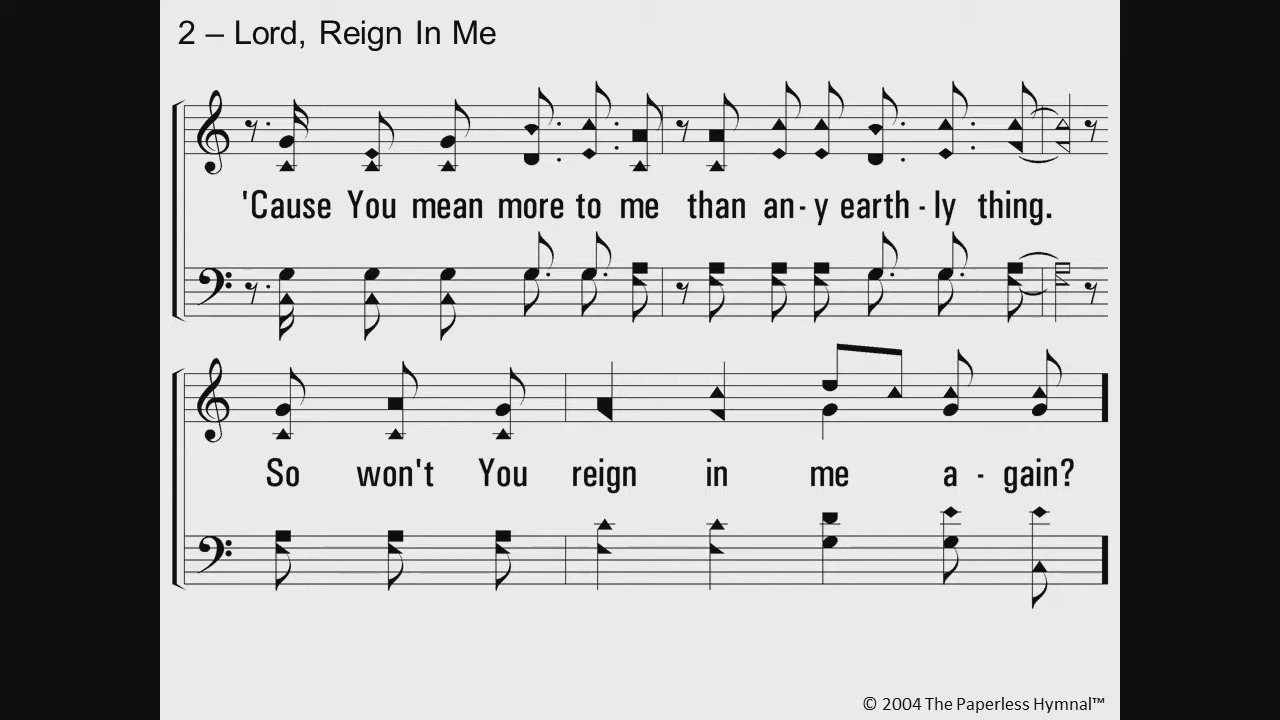 2 – Lord, Reign In Me
'Cause You mean more to me than an - y earth - ly thing.
So won't You reign in me a - gain?
© 2004 The Paperless Hymnal™